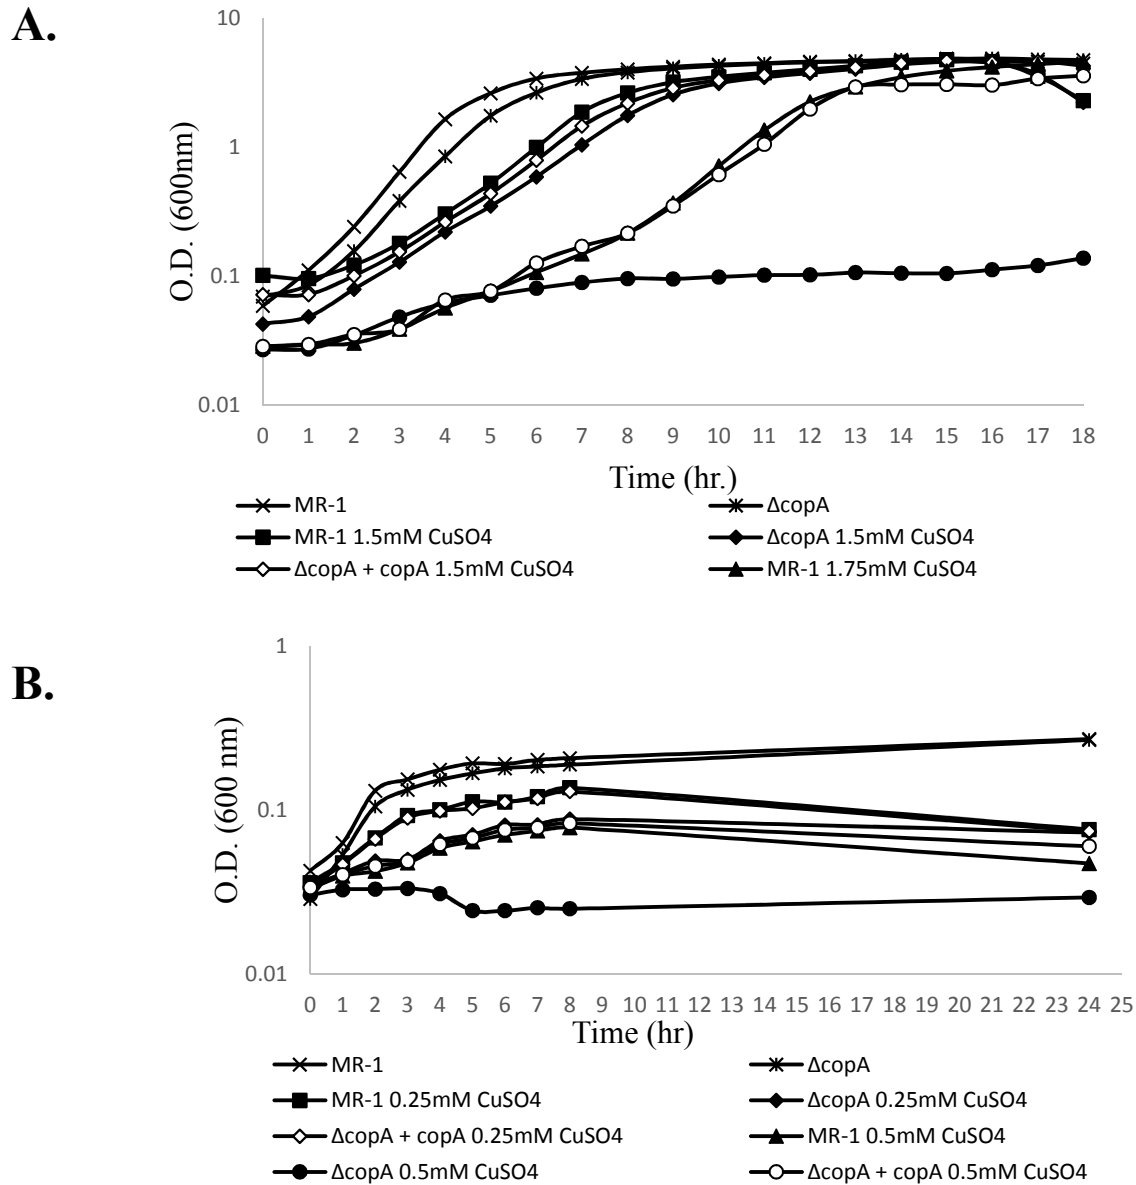 A.
10
1
0.1
0.01
O.D. (600nm)
0 1 2 3 4 5 6 7 8 9 10 11 12 13 14 15 16 17 18
Time (hr.)
MR-1 ΔcopA
MR-1 1.5mM CuSO4 ΔcopA 1.5mM CuSO4
ΔcopA + copA 1.5mM CuSO4 MR-1 1.75mM CuSO4
B.
1
0.1
0.01
O.D. (600 nm)
0 1 2 3 4 5 6 7 8 9 10 11 12 13 14 15 16 17 18 19 20 21 22 23 24 25
Time (hr)
MR-1 ΔcopA
MR-1 0.25mM CuSO4 ΔcopA 0.25mM CuSO4
ΔcopA + copA 0.25mM CuSO4 MR-1 0.5mM CuSO4
ΔcopA 0.5mM CuSO4 ΔcopA + copA 0.5mM CuSO4